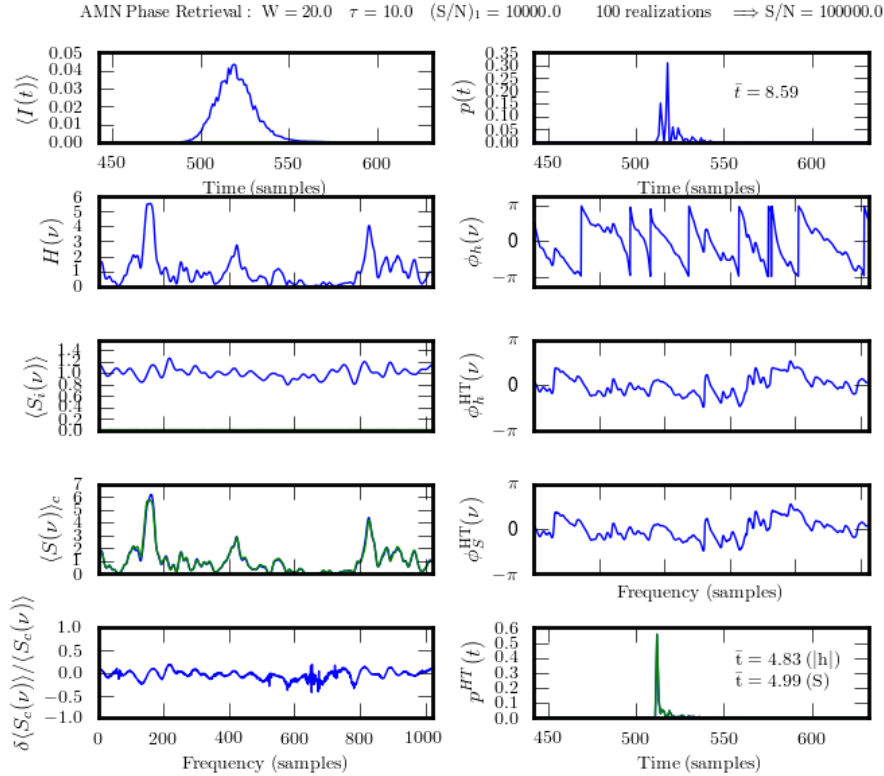 AMN Phase Retrieval : W = 20.0 τ = 10.0 (S/N)₁ = 10000.0 100 realizations ⟹ S/N = 100000.0
⟨I(t)⟩
0.05
0.04
0.03
0.02
0.01
0.00
450 500 550 600
Time (samples)
p(t)
0.35
0.30
0.25
0.20
0.15
0.10
0.05
0.00
t̄ = 8.59
450 500 550 600
Time (samples)
H(ν)
6
5
4
3
2
1
0
ϕ_h(ν)
π
0
−π
⟨S_i(ν)⟩
1.4
1.2
1.0
0.8
0.6
0.4
0.2
0.0
ϕ_h^HT(ν)
π
0
−π
⟨S(ν)⟩_c
7
6
5
4
3
2
1
0
ϕ_S^HT(ν)
π
0
−π
Frequency (samples)
δ⟨S_c(ν)⟩/⟨S_c(ν)⟩
1.0
0.5
0.0
−0.5
−1.0
0 200 400 600 800 1000
Frequency (samples)
p^HT(t)
0.6
0.5
0.4
0.3
0.2
0.1
0.0
t̄ = 4.83 (|h|)
t̄ = 4.99 (S)
450 500 550 600
Time (samples)